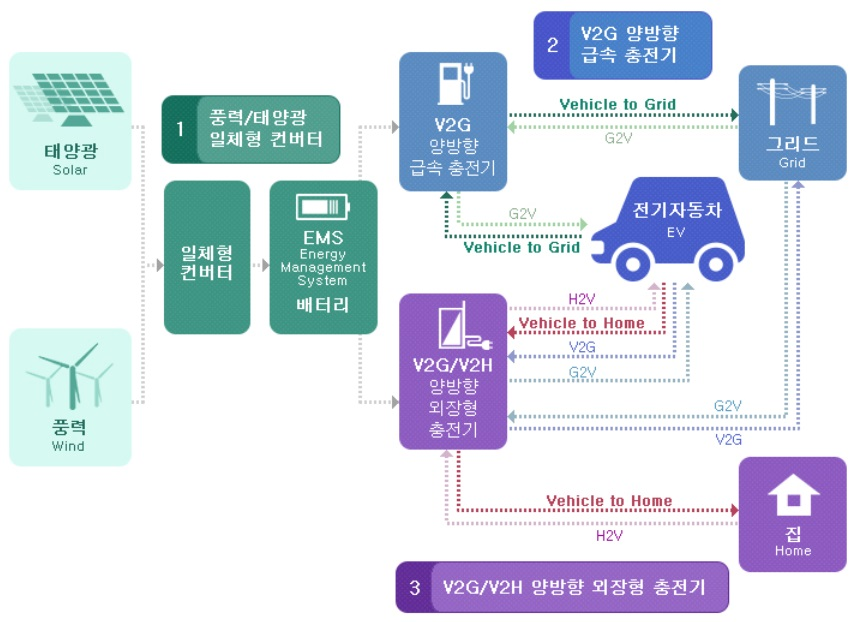 태양광
Solar
1
풍력/태양광
일체형 컨버터
풍력
Wind
일체형
컨버터
EMS
Energy
Management
System
배터리
2
V2G 양방향
급속 충전기
V2G
양방향
급속 충전기
Vehicle to Grid
G2V
그리드
Grid
G2V
Vehicle to Grid
전기자동차
EV
V2G/V2H
양방향
외장형
충전기
H2V
Vehicle to Home
V2G
G2V
G2V
V2G
Vehicle to Home
H2V
집
Home
3
V2G/V2H 양방향 외장형 충전기